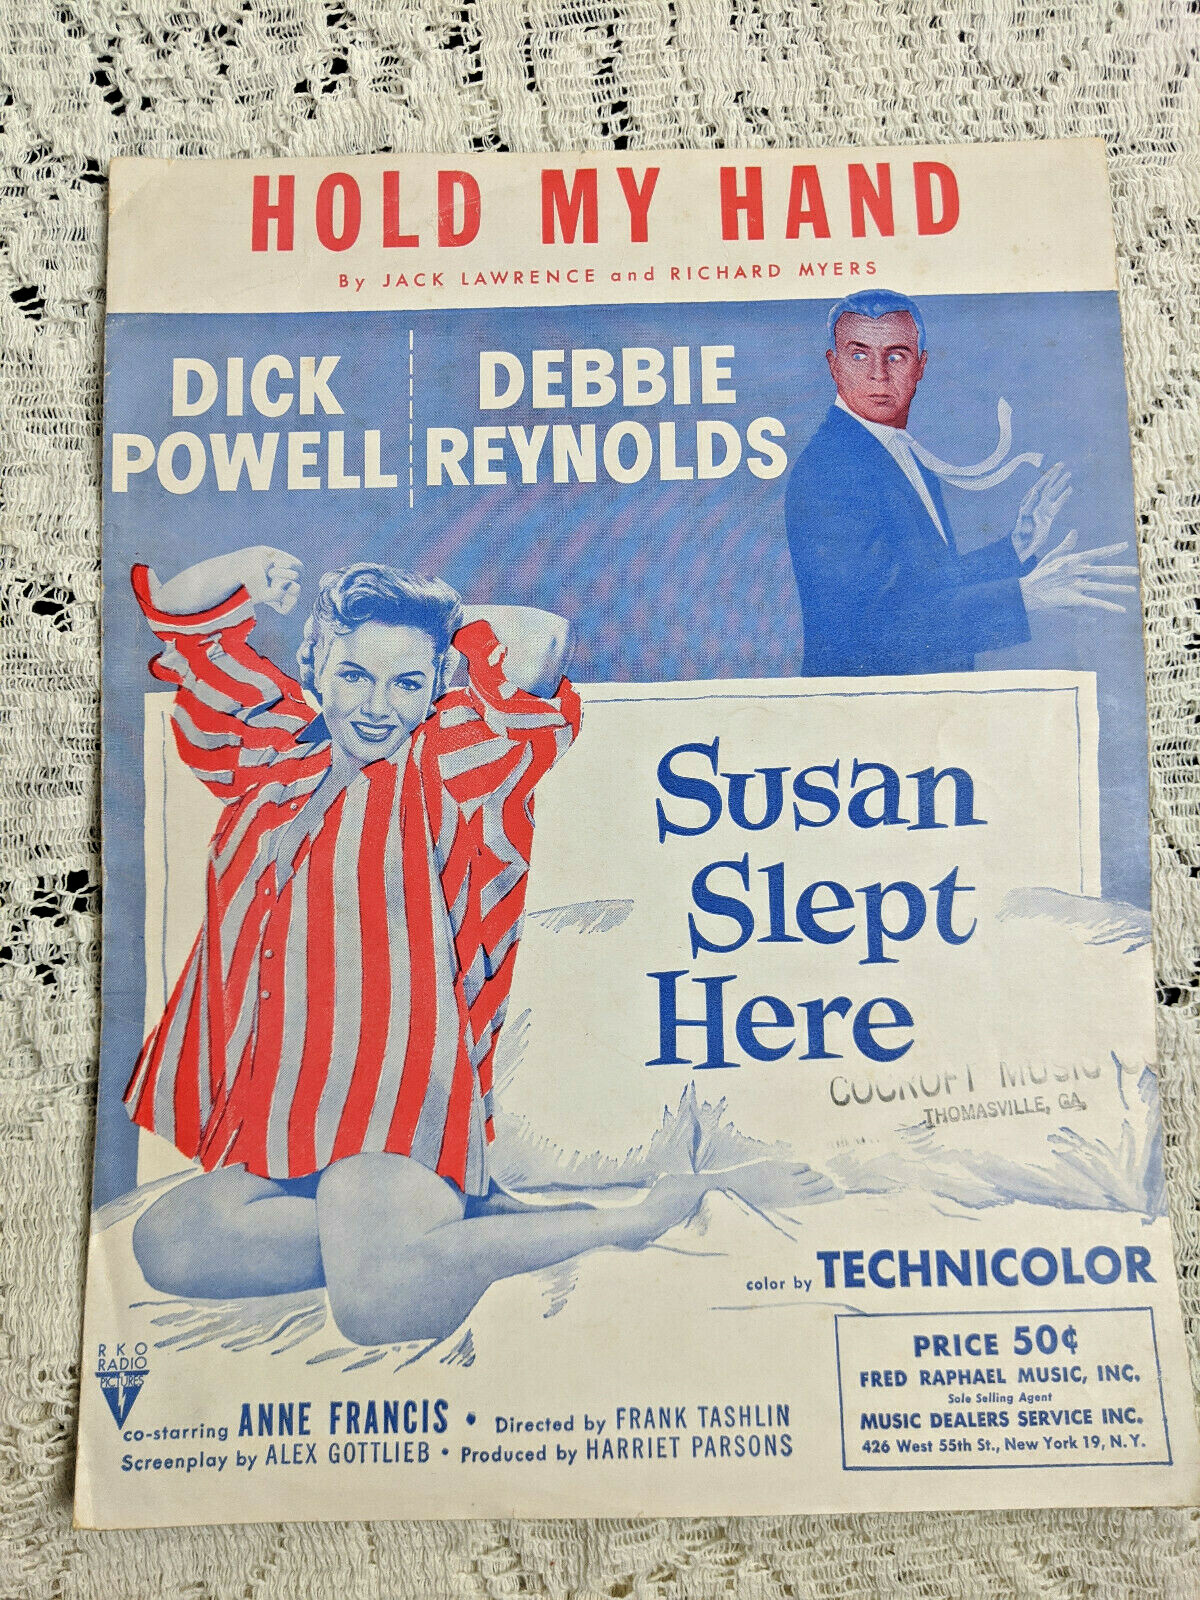 HOLD MY HAND
By JACK LAWRENCE and RICHARD MYERS
DICK
POWELL
DEBBIE
REYNOLDS
Susan
Slept
Here
COCROFT MUSIC
THOMASVILLE, GA.
color by TECHNICOLOR
RKO
RADIO
PICTURES
co-starring ANNE FRANCIS • Directed by FRANK TASHLIN
Screenplay by ALEX GOTTLIEB • Produced by HARRIET PARSONS
PRICE 50¢
FRED RAPHAEL MUSIC, INC.
Sole Selling Agent
MUSIC DEALERS SERVICE INC.
426 West 55th St., New York 19, N.Y.